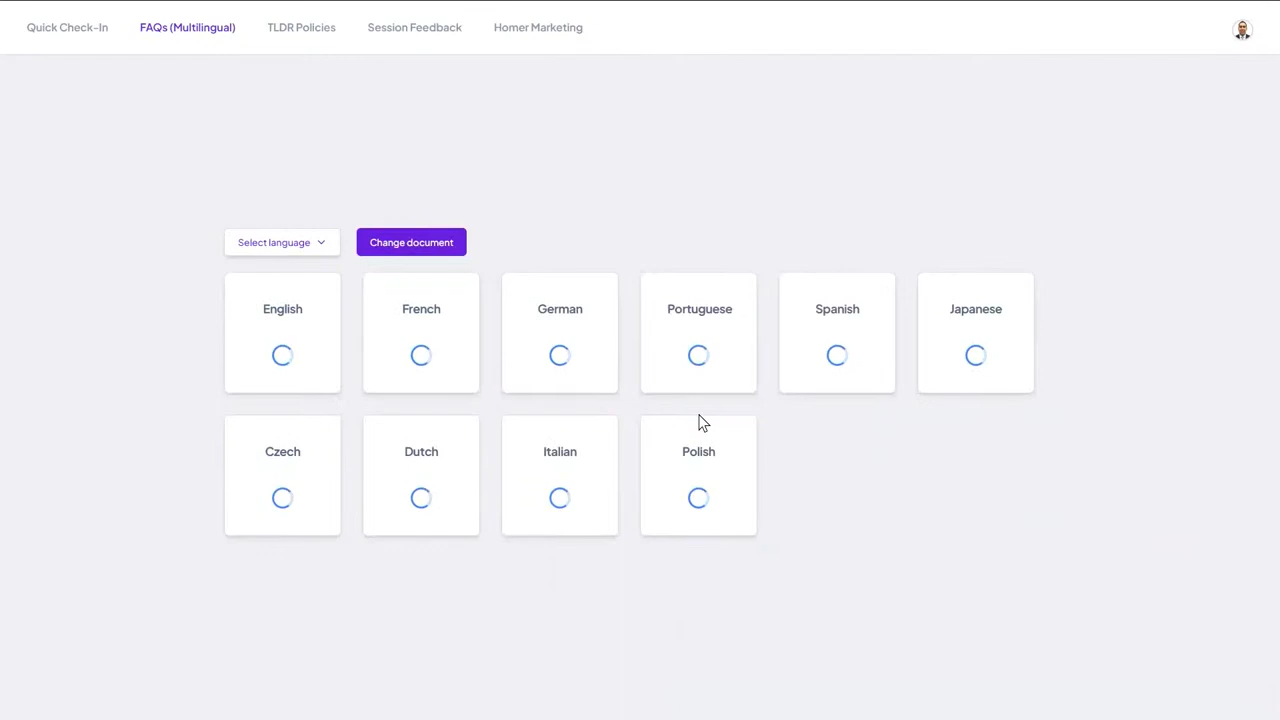 Quick Check-In FAQs (Multilingual) TLDR Policies Session Feedback Homer Marketing
Select language Change document
English French German Portuguese Spanish Japanese
Czech Dutch Italian Polish